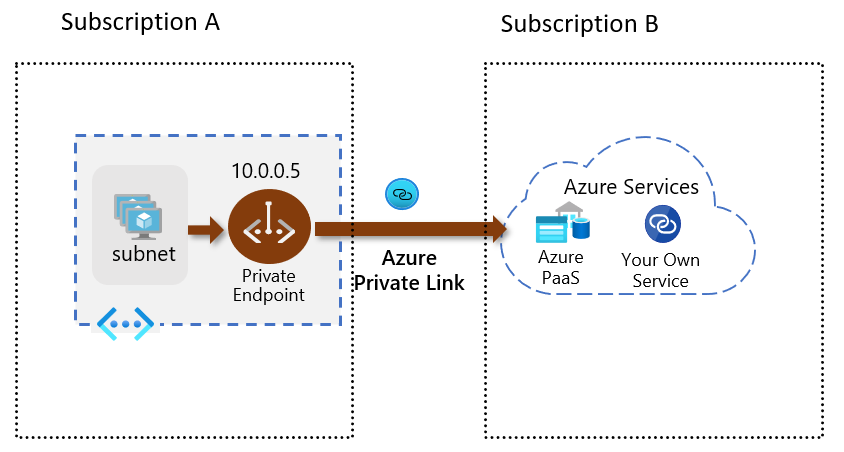 Subscription A
Subscription B
10.0.0.5
subnet
Private
Endpoint
Azure
Private Link
Azure Services
Azure
PaaS
Your Own
Service